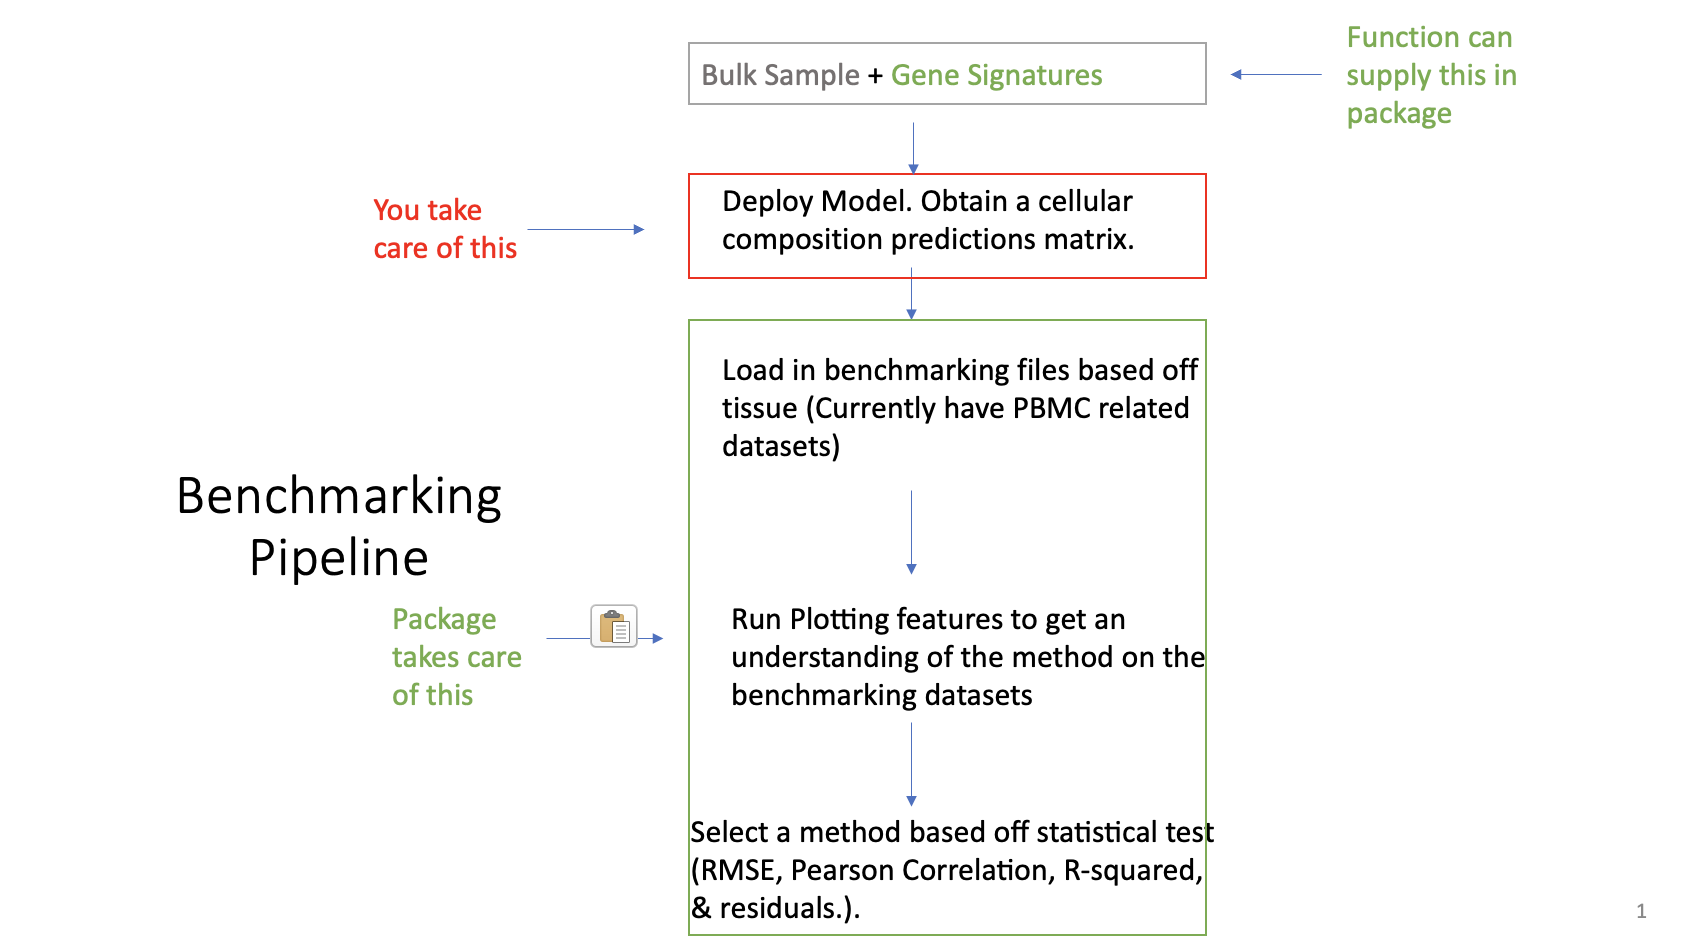 Bulk Sample + Gene Signatures
Function can
supply this in
package
You take
care of this
Deploy Model. Obtain a cellular
composition predictions matrix.
Load in benchmarking files based off
tissue (Currently have PBMC related
datasets)
Benchmarking
Pipeline
Package
takes care
of this
Run Plotting features to get an
understanding of the method on the
benchmarking datasets
Select a method based off statistical test
(RMSE, Pearson Correlation, R-squared,
& residuals.).
1